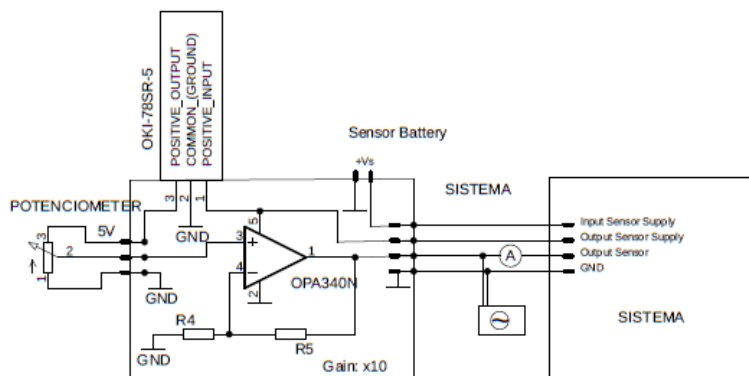 OKI-78SR-5
POSITIVE_OUTPUT
COMMON_(GROUND)
POSITIVE_INPUT
3
2
1
Sensor Battery
+Vs
SISTEMA
POTENCIOMETER
5V
3
2
1
GND
GND
3
4
5
2
1
OPA340N
Input Sensor Supply
Output Sensor Supply
Output Sensor
GND
A
R4
R5
GND
Gain: x10
SISTEMA